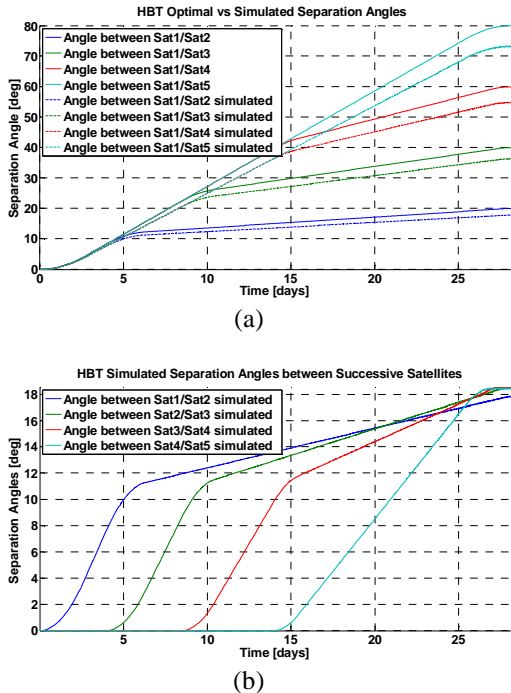 HBT Optimal vs Simulated Separation Angles
80
70
60
50
40
30
20
10
0
Separation Angle [deg]
Angle between Sat1/Sat2
Angle between Sat1/Sat3
Angle between Sat1/Sat4
Angle between Sat1/Sat5
Angle between Sat1/Sat2 simulated
Angle between Sat1/Sat3 simulated
Angle between Sat1/Sat4 simulated
Angle between Sat1/Sat5 simulated
0 5 10 15 20 25
Time [days]
(a)
HBT Simulated Separation Angles between Successive Satellites
18
16
14
12
10
8
6
4
2
0
Separation Angles [deg]
Angle between Sat1/Sat2 simulated
Angle between Sat2/Sat3 simulated
Angle between Sat3/Sat4 simulated
Angle between Sat4/Sat5 simulated
5 10 15 20 25
Time [days]
(b)